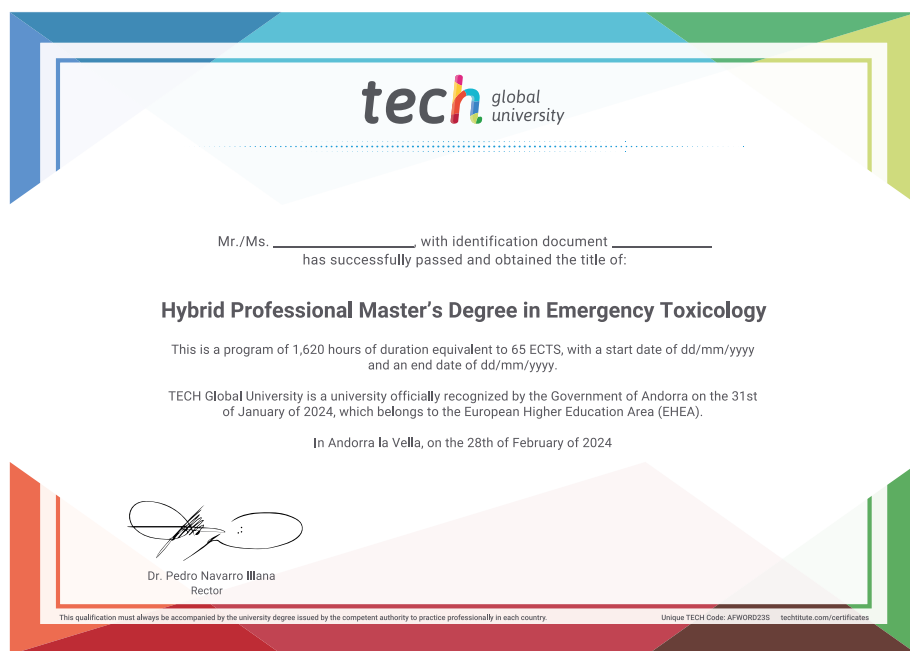 tech global
university
Mr./Ms. ____________, with identification document ____________
has successfully passed and obtained the title of:
Hybrid Professional Master's Degree in Emergency Toxicology
This is a program of 1,620 hours of duration equivalent to 65 ECTS, with a start date of dd/mm/yyyy
and an end date of dd/mm/yyyy.
TECH Global University is a university officially recognized by the Government of Andorra on the 31st
of January of 2024, which belongs to the European Higher Education Area (EHEA).
In Andorra la Vella, on the 28th of February of 2024
Dr. Pedro Navarro Illana
Rector
This qualification must always be accompanied by the university degree issued by the competent authority to practice professionally in each country. Unique TECH Code: AFWORD23S techtitute.com/certificates